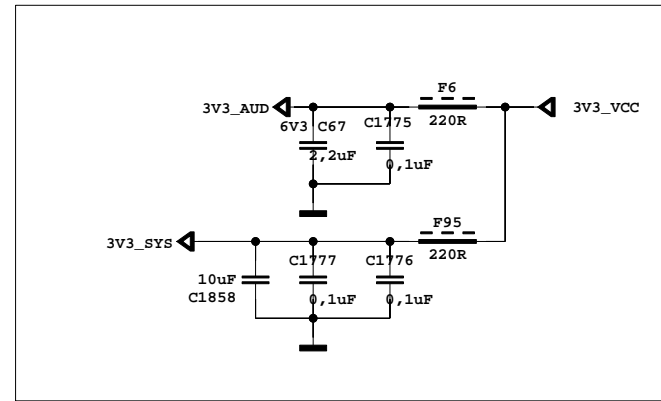 F6
3V3_AUD
3V3_VCC
6V3 C67
C1775
220R
2,2uF
0,1uF
F95
3V3_SYS
C1777
C1776
220R
10uF
C1858
0,1uF
0,1uF